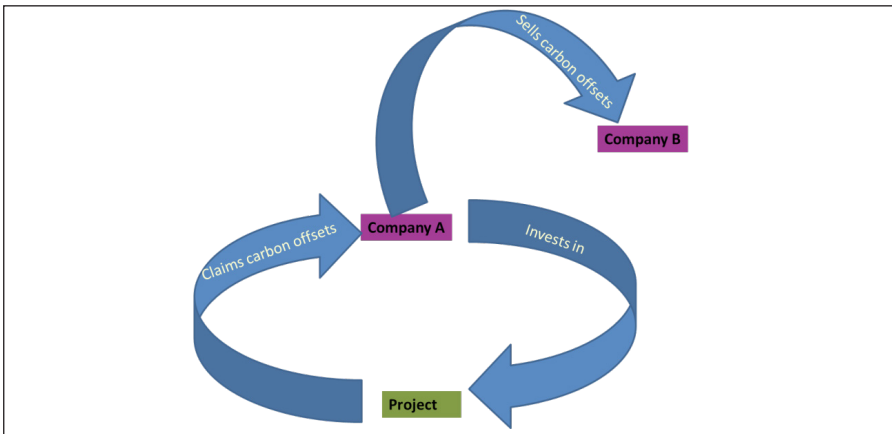 Sells carbon offsets
Company B
Company A
Claims carbon offsets
Invests in
Project